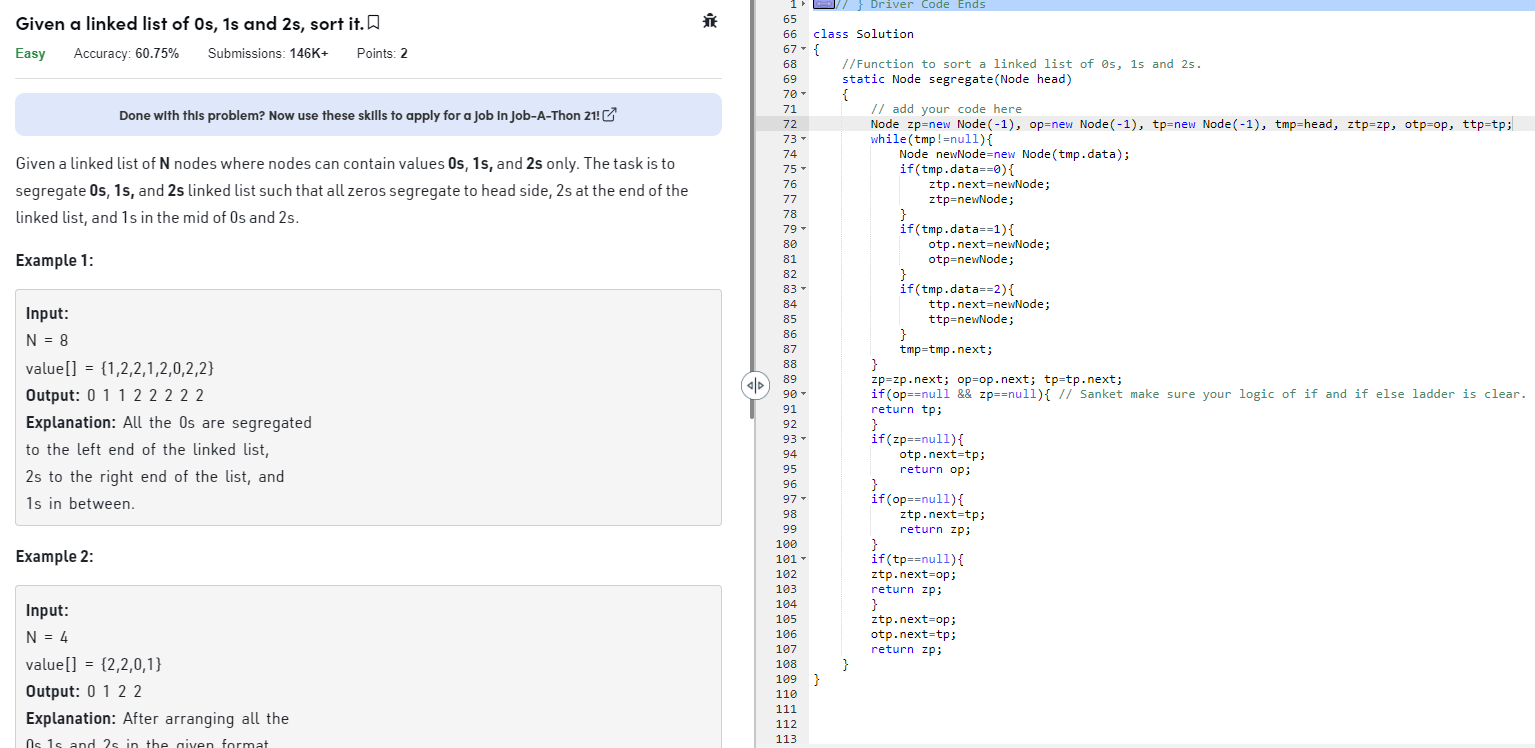 Given a linked list of 0s, 1s and 2s, sort it.
Easy Accuracy: 60.75% Submissions: 146K+ Points: 2
Done with this problem? Now use these skills to apply for a Job in Job-A-Thon 21!
Given a linked list of N nodes where nodes can contain values 0s, 1s, and 2s only. The task is to
segregate 0s, 1s, and 2s linked list such that all zeros segregate to head side, 2s at the end of the
linked list, and 1s in the mid of 0s and 2s.
Example 1:
Input:
N = 8
value[] = {1,2,2,1,2,0,2,2}
Output: 0 1 1 2 2 2 2 2
Explanation: All the 0s are segregated
to the left end of the linked list,
2s to the right end of the list, and
1s in between.
Example 2:
Input:
N = 4
value[] = {2,2,0,1}
Output: 0 1 2 2
Explanation: After arranging all the
0s,1s and 2s in the given format,
1 // } Driver Code Ends
65
66 class Solution
67 {
68 //Function to sort a linked list of 0s, 1s and 2s.
69 static Node segregate(Node head)
70 {
71 // add your code here
72 Node zp=new Node(-1), op=new Node(-1), tp=new Node(-1), tmp=head, ztp=zp, otp=op, ttp=tp;
73 while(tmp!=null){
74 Node newNode=new Node(tmp.data);
75 if(tmp.data==0){
76 ztp.next=newNode;
77 ztp=newNode;
78 }
79 if(tmp.data==1){
80 otp.next=newNode;
81 otp=newNode;
82 }
83 if(tmp.data==2){
84 ttp.next=newNode;
85 ttp=newNode;
86 }
87 tmp=tmp.next;
88 }
89 zp=zp.next; op=op.next; tp=tp.next;
90 if(op==null && zp==null){ // Sanket make sure your logic of if and if else ladder is clear.
91 return tp;
92 }
93 if(zp==null){
94 otp.next=tp;
95 return op;
96 }
97 if(op==null){
98 ztp.next=tp;
99 return zp;
100 }
101 if(tp==null){
102 ztp.next=op;
103 return zp;
104 }
105 ztp.next=op;
106 otp.next=tp;
107 return zp;
108 }
109 }
110
111
112
113